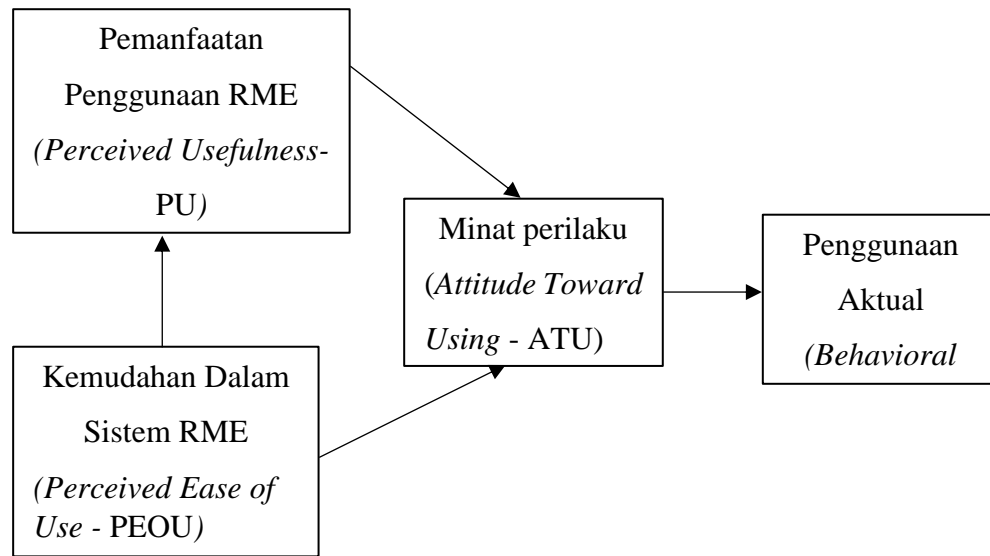 Pemanfaatan
Penggunaan RME
(Perceived Usefulness-
PU)
Minat perilaku
(Attitude Toward
Using - ATU)
Penggunaan
Aktual
(Behavioral
Kemudahan Dalam
Sistem RME
(Perceived Ease of
Use - PEOU)